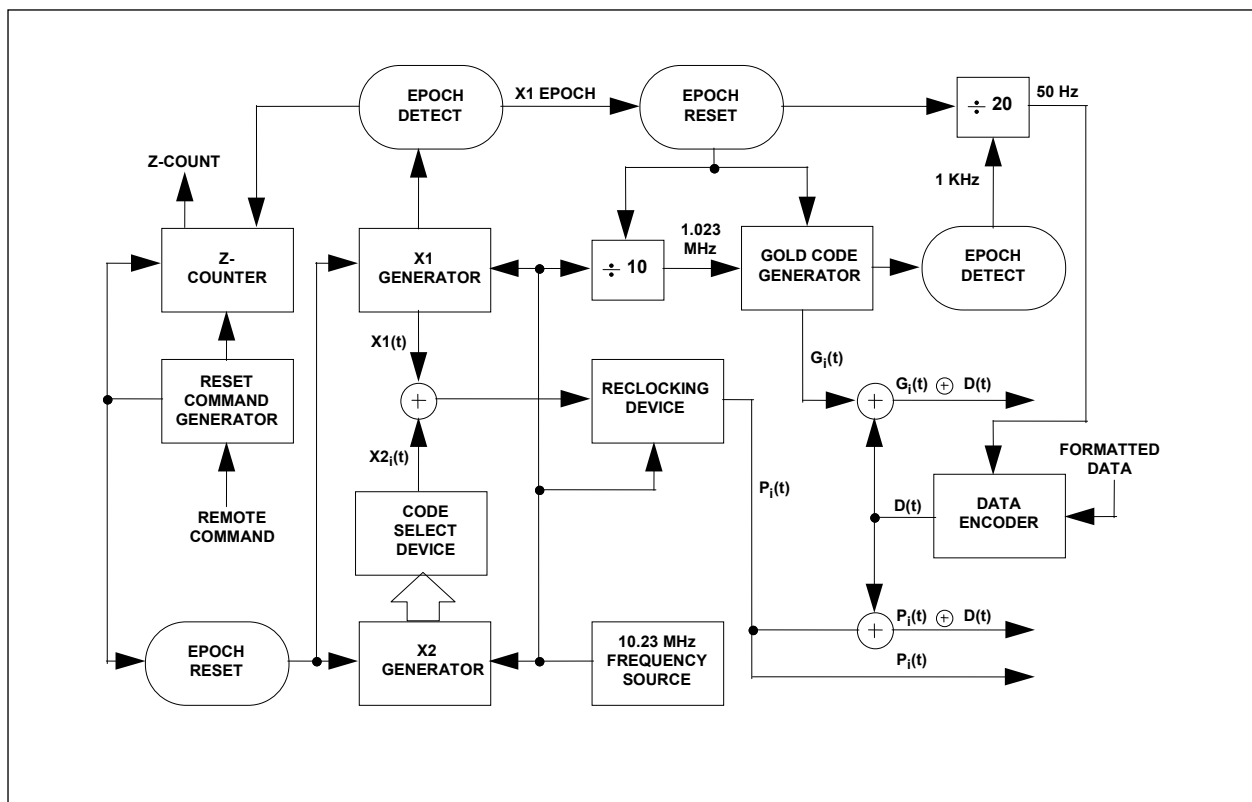 EPOCH
DETECT
X1 EPOCH
EPOCH
RESET
÷ 20
50 Hz
Z-COUNT
1 KHz
Z-
COUNTER
X1
GENERATOR
÷ 10
1.023
MHz
GOLD CODE
GENERATOR
EPOCH
DETECT
X1(t)
Gi(t)
RESET
COMMAND
GENERATOR
+
RECLOCKING
DEVICE
+
Gi(t) ⊕ D(t)
X2i(t)
FORMATTED
DATA
REMOTE
COMMAND
CODE
SELECT
DEVICE
Pi(t)
D(t)
DATA
ENCODER
EPOCH
RESET
X2
GENERATOR
10.23 MHz
FREQUENCY
SOURCE
+
Pi(t) ⊕ D(t)
Pi(t)